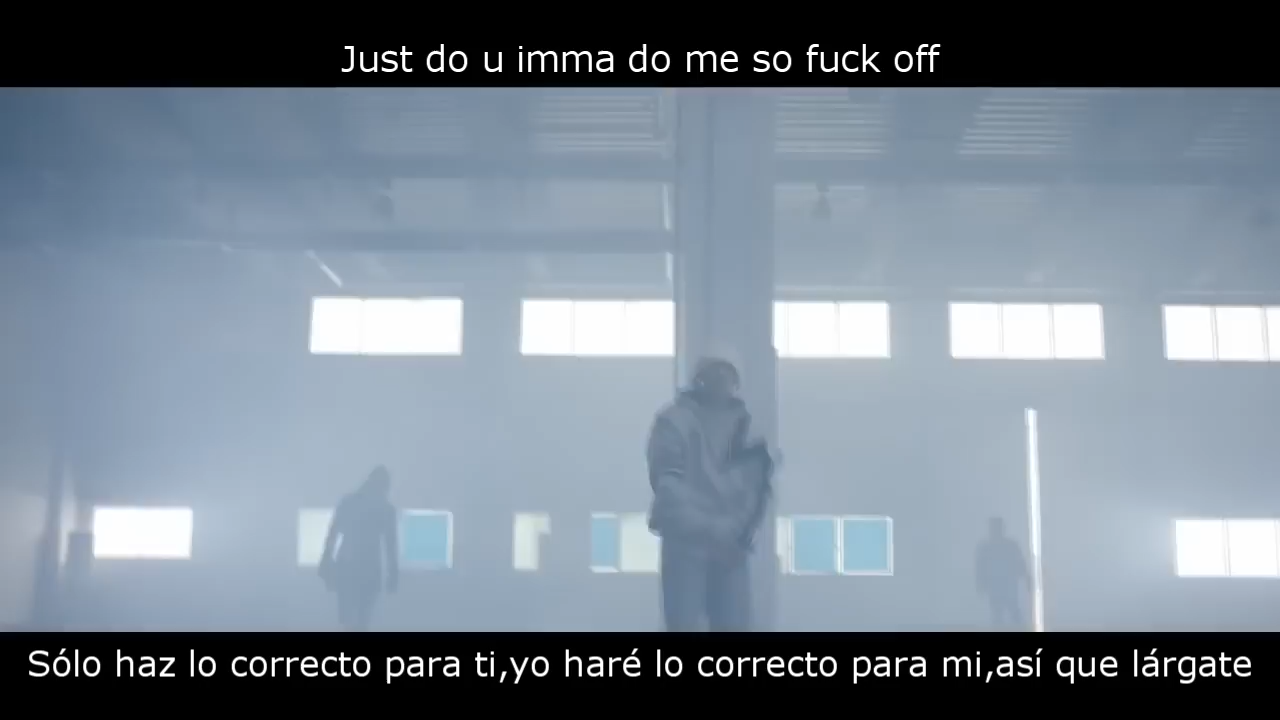 Just do u imma do me so fuck off
Sólo haz lo correcto para ti,yo haré lo correcto para mi,así que lárgate